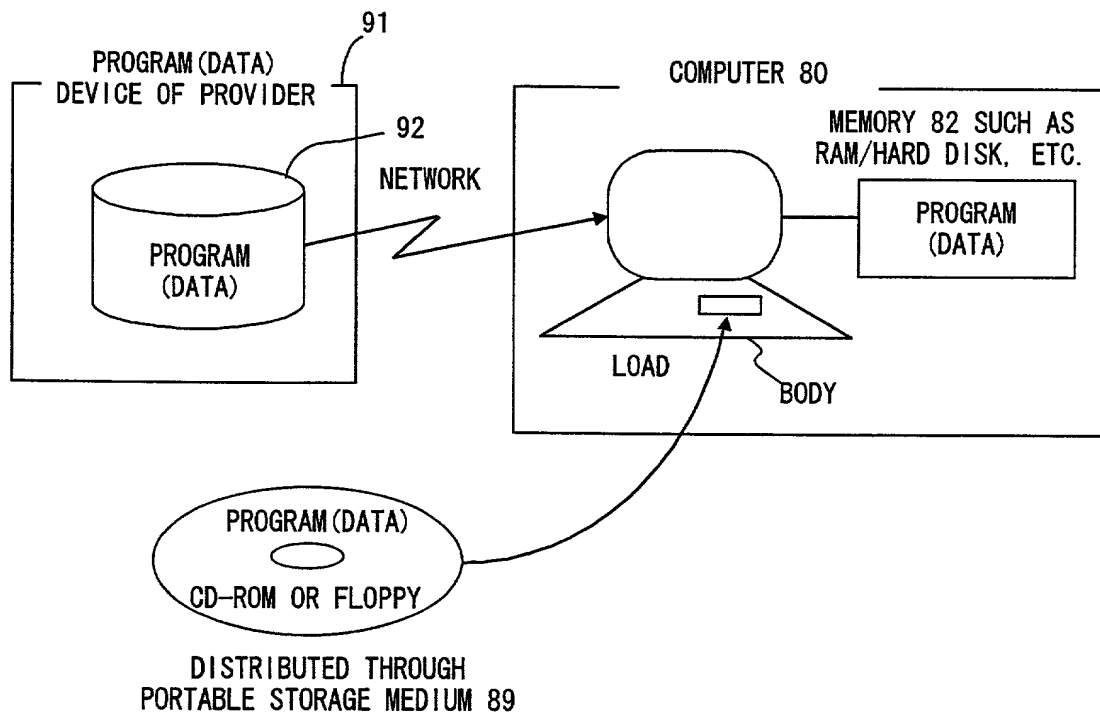 91
PROGRAM(DATA)
DEVICE OF PROVIDER
92
PROGRAM
(DATA)
NETWORK
COMPUTER 80
MEMORY 82 SUCH AS
RAM/HARD DISK, ETC.
PROGRAM
(DATA)
LOAD
BODY
PROGRAM(DATA)
CD-ROM OR FLOPPY
DISTRIBUTED THROUGH
PORTABLE STORAGE MEDIUM 89